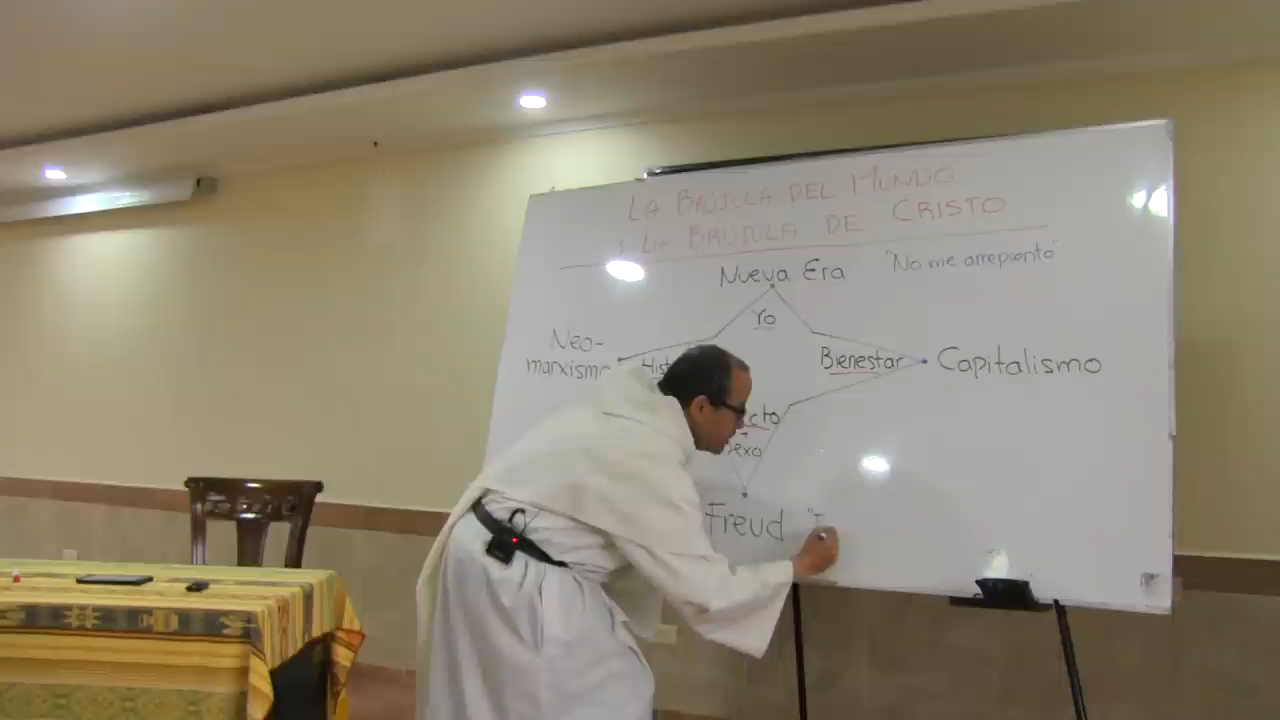 LA BRUJULA DEL MUNDO
Y LA BRUJULA DE CRISTO
Nueva Era
"No me arrepiento"
Yo
Neo-
marxismo
Bienestar
Capitalismo
Freud